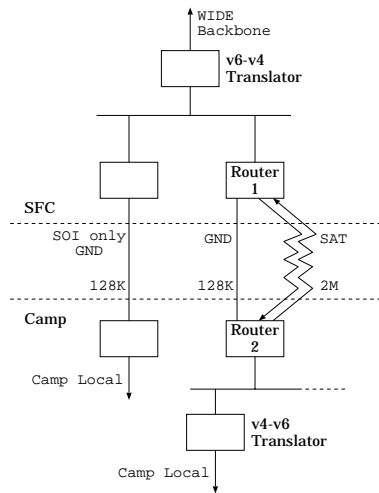 WIDE
Backbone
v6-v4
Translator
Router
1
SFC
SOI only
GND
GND
SAT
128K
128K
2M
Camp
Router
2
Camp Local
v4-v6
Translator
Camp Local